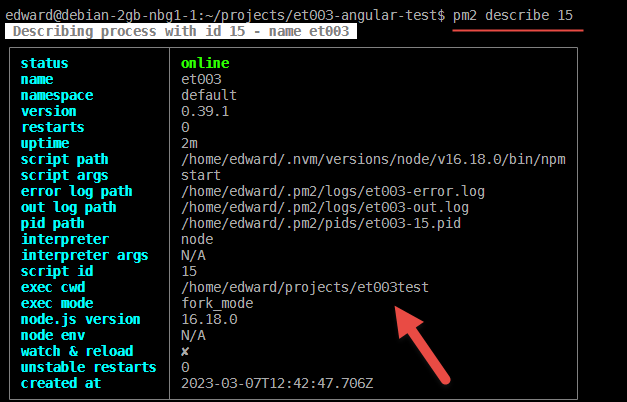 edward@debian-2gb-nbg1-1:~/projects/et003-angular-test$ pm2 describe 15
Describing process with id 15 - name et003
status online
name et003
namespace default
version 0.39.1
restarts 0
uptime 2m
script path /home/edward/.nvm/versions/node/v16.18.0/bin/npm
script args start
error log path /home/edward/.pm2/logs/et003-error.log
out log path /home/edward/.pm2/logs/et003-out.log
pid path /home/edward/.pm2/pids/et003-15.pid
interpreter node
interpreter args N/A
script id 15
exec cwd /home/edward/projects/et003test
exec mode fork_mode
node.js version 16.18.0
node env N/A
watch & reload ✘
unstable restarts 0
created at 2023-03-07T12:42:47.706Z